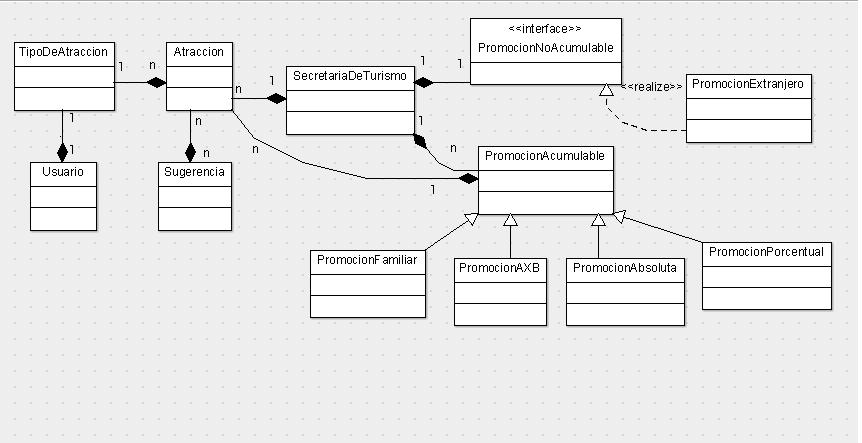 <<interface>>
PromocionNoAcumulable
TipoDeAtraccion
Atraccion
SecretariaDeTurismo
PromocionExtranjero
<<realize>>
1
n
n
1
1
1
1
n
1
1
n
n
n
1
Usuario
Sugerencia
PromocionAcumulable
PromocionFamiliar
PromocionAXB
PromocionAbsoluta
PromocionPorcentual